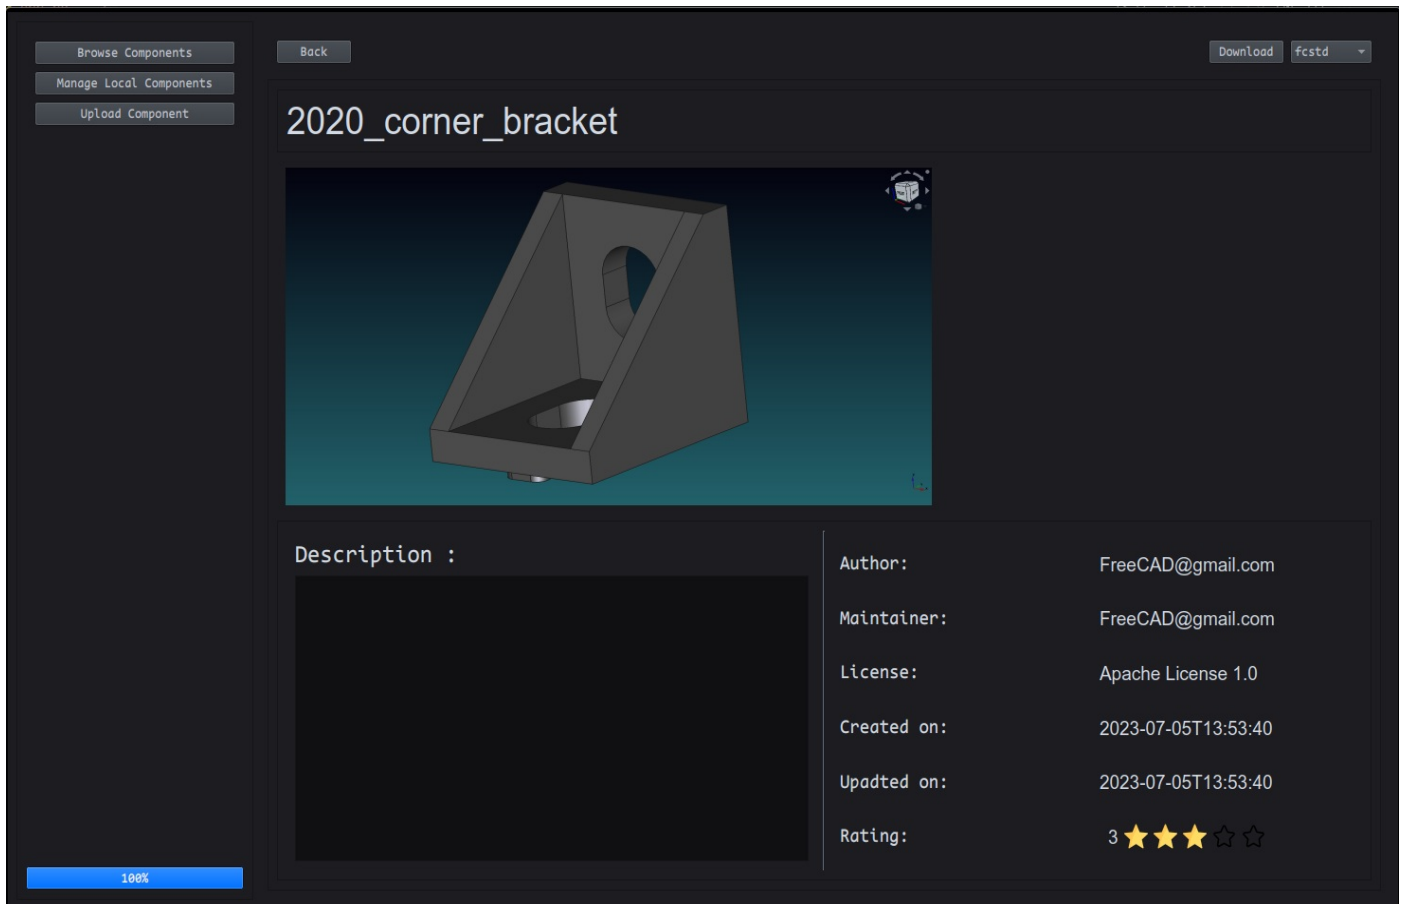 Browse Components
Manage Local Components
Upload Component
Back
Download fcstd
2020_corner_bracket
Description :
Author: FreeCAD@gmail.com
Maintainer: FreeCAD@gmail.com
License: Apache License 1.0
Created on: 2023-07-05T13:53:40
Upadted on: 2023-07-05T13:53:40
Rating: 3
100%